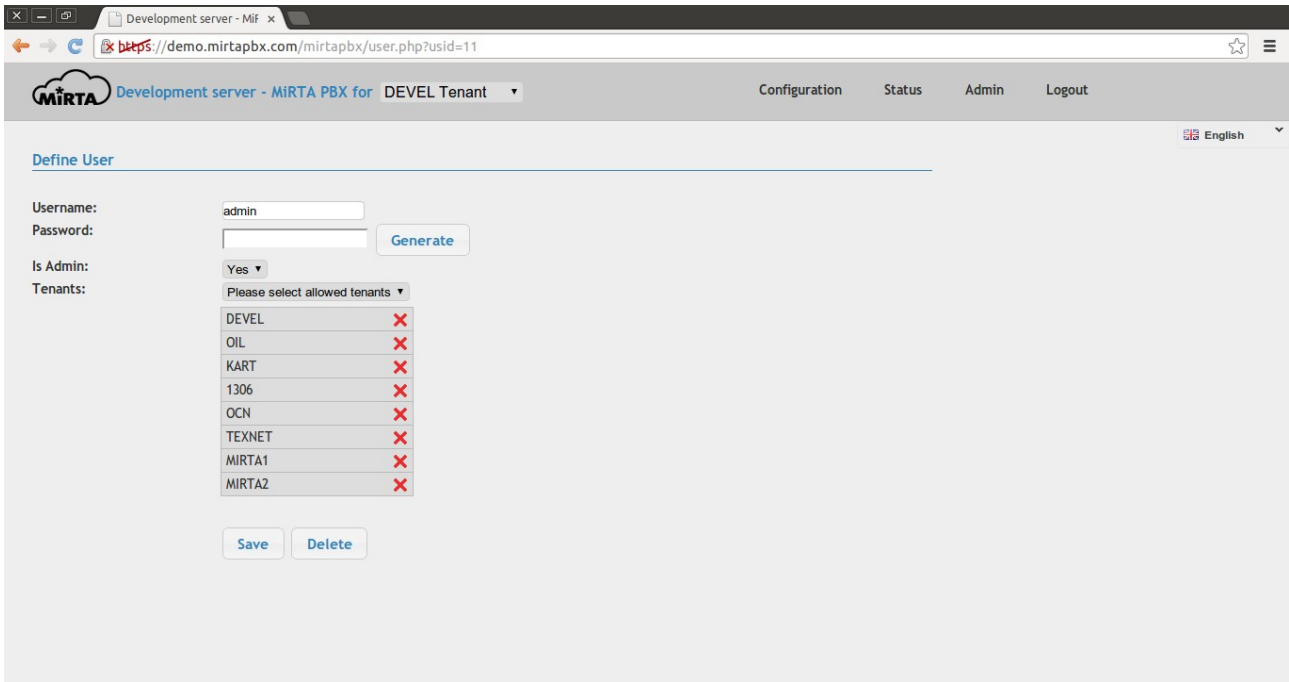 Development server - MiF
https://demo.mirtapbx.com/mirtapbx/user.php?usid=11
MiRTA Development server - MiRTA PBX for DEVEL Tenant Configuration Status Admin Logout
English
Define User
Username: admin
Password: Generate
Is Admin: Yes
Tenants: Please select allowed tenants
DEVEL
OIL
KART
1306
OCN
TEXNET
MIRTA1
MIRTA2
Save Delete